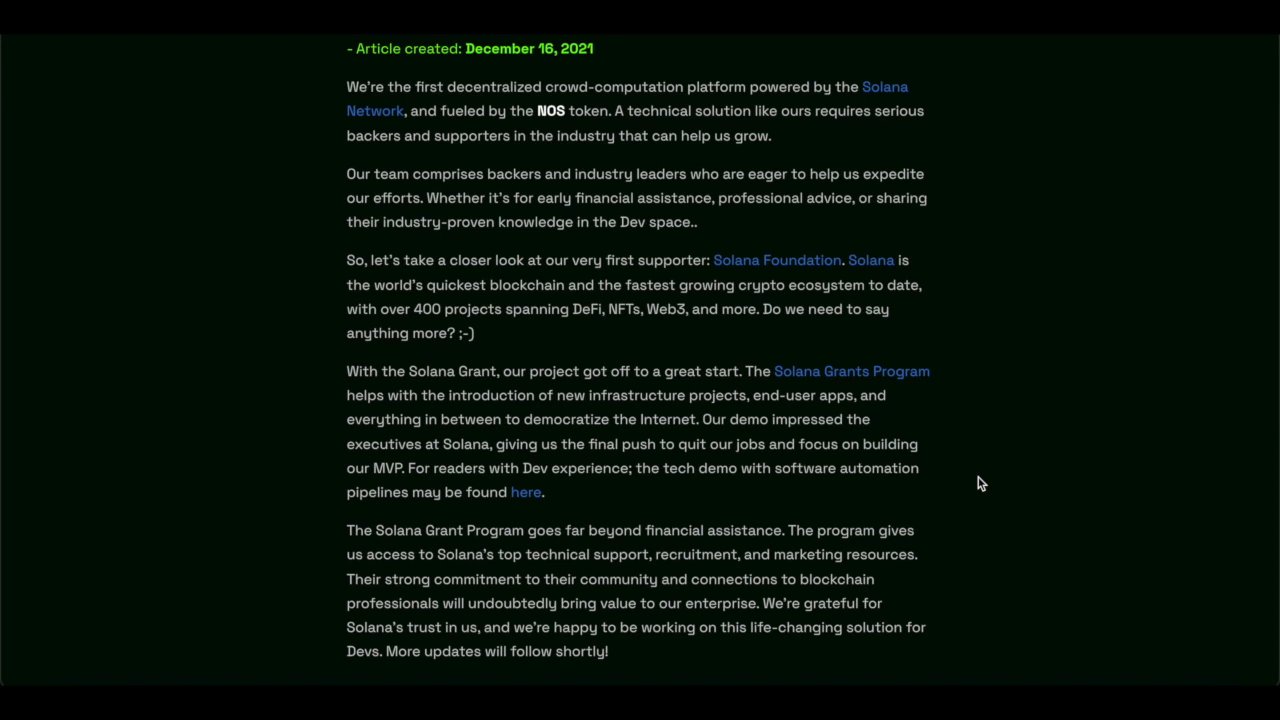 - Article created: December 16, 2021
We're the first decentralized crowd-computation platform powered by the Solana
Network, and fueled by the NOS token. A technical solution like ours requires serious
backers and supporters in the industry that can help us grow.
Our team comprises backers and industry leaders who are eager to help us expedite
our efforts. Whether it's for early financial assistance, professional advice, or sharing
their industry-proven knowledge in the Dev space..
So, let's take a closer look at our very first supporter: Solana Foundation. Solana is
the world's quickest blockchain and the fastest growing crypto ecosystem to date,
with over 400 projects spanning DeFi, NFTs, Web3, and more. Do we need to say
anything more? ;-)
With the Solana Grant, our project got off to a great start. The Solana Grants Program
helps with the introduction of new infrastructure projects, end-user apps, and
everything in between to democratize the Internet. Our demo impressed the
executives at Solana, giving us the final push to quit our jobs and focus on building
our MVP. For readers with Dev experience; the tech demo with software automation
pipelines may be found here.
The Solana Grant Program goes far beyond financial assistance. The program gives
us access to Solana's top technical support, recruitment, and marketing resources.
Their strong commitment to their community and connections to blockchain
professionals will undoubtedly bring value to our enterprise. We're grateful for
Solana's trust in us, and we're happy to be working on this life-changing solution for
Devs. More updates will follow shortly!